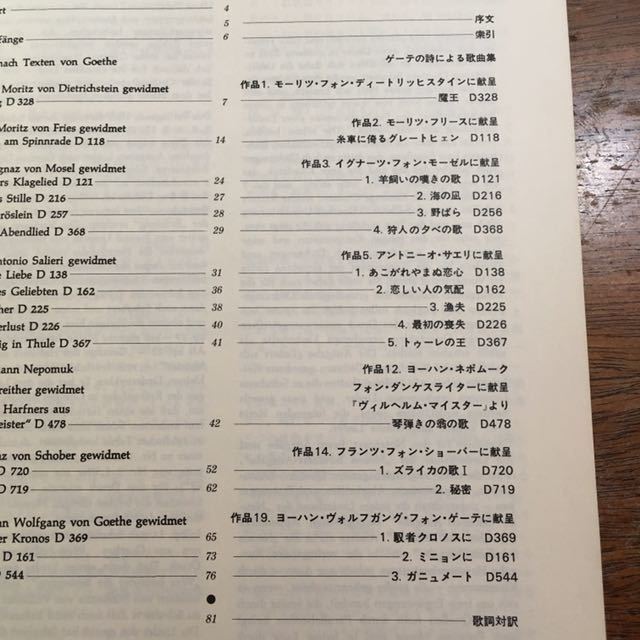 rt 4 序文
5
fänge 6 索引
nach Texten von Goethe ゲーテの詩による歌曲集
Moritz von Dietrichstein gewidmet 作品1. モーリツ・フォン・ディートリッヒスタインに献呈
g D 328 7 魔王 D328
Moritz von Fries gewidmet 作品2. モーリツ・フリースに献呈
n am Spinnrade D 118 14 糸車に倚るグレートヒェン D118
gnaz von Mosel gewidmet 作品3. イグナーツ・フォン・モーゼルに献呈
rs Klagelied D 121 24 1. 羊飼いの嘆きの歌 D121
s Stille D 216 27 2. 海の凪 D216
röslein D 257 28 3. 野ばら D256
Abendlied D 368 29 4. 狩人の夕べの歌 D368
ntonio Salieri gewidmet 作品5. アントニーオ・サエリに献呈
e Liebe D 138 31 1. あこがれやまぬ恋心 D138
es Geliebten D 162 36 2. 恋しい人の気配 D162
her D 225 38 3. 漁夫 D225
erlust D 226 40 4. 最初の喪失 D226
ig in Thule D 367 41 5. トゥーレの王 D367
ann Nepomuk 作品12. ヨーハン・ネポムーク
reither gewidmet フォン・ダンケスライターに献呈
Harfners aus 『ヴィルヘルム・マイスター』より
eister" D 478 42 琴弾きの翁の歌 D478
nz von Schober gewidmet 作品14. フランツ・フォン・ショーバーに献呈
D 720 52 1. ズライカの歌Ⅰ D720
D 719 62 2. 秘密 D719
nn Wolfgang von Goethe gewidmet 作品19. ヨーハン・ヴォルフガング・フォン・ゲーテに献呈
er Kronos D 369 65 1. 馭者クロノスに D369
D 161 73 2. ミニョンに D161
D 544 76 3. ガニュメート D544
●
81 歌詞対訳